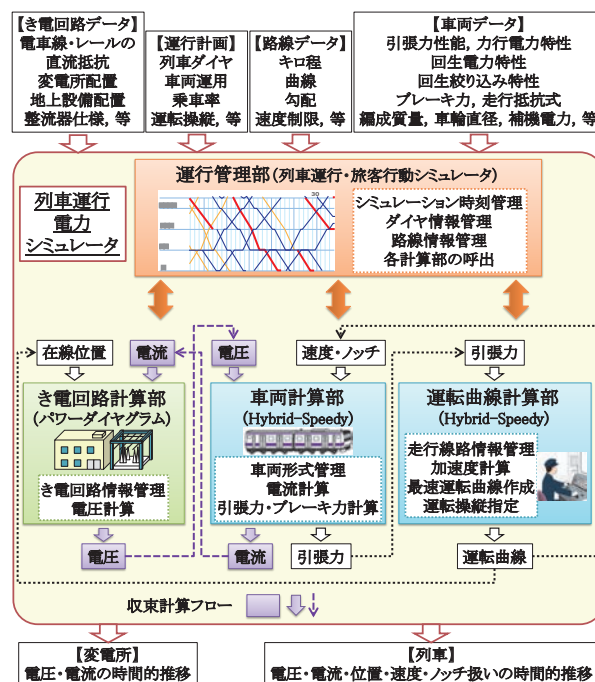 【き電回路データ】
電車線・レールの
直流抵抗
変電所配置
地上設備配置
整流器仕様, 等
【運行計画】
列車ダイヤ
車両運用
乗車率
運転操縦, 等
【路線データ】
キロ程
曲線
勾配
速度制限, 等
【車両データ】
引張力性能, 力行電力特性
回生電力特性
回生絞り込み特性
ブレーキ力, 走行抵抗式
編成質量, 車輪直径, 補機電力, 等
列車運行
電力
シミュレータ
運行管理部(列車運行・旅客行動シミュレータ)
30
シミュレーション時刻管理
ダイヤ情報管理
路線情報管理
各計算部の呼出
在線位置
電流
電圧
速度・ノッチ
引張力
き電回路計算部
(パワーダイヤグラム)
き電回路情報管理
電圧計算
車両計算部
(Hybrid-Speedy)
車両形式管理
電流計算
引張力・ブレーキ力計算
運転曲線計算部
(Hybrid-Speedy)
走行線路情報管理
加速度計算
最速運転曲線作成
運転操縦指定
電圧
電流
引張力
運転曲線
収束計算フロー
【変電所】
電圧・電流の時間的推移
【列車】
電圧・電流・位置・速度・ノッチ扱いの時間的推移